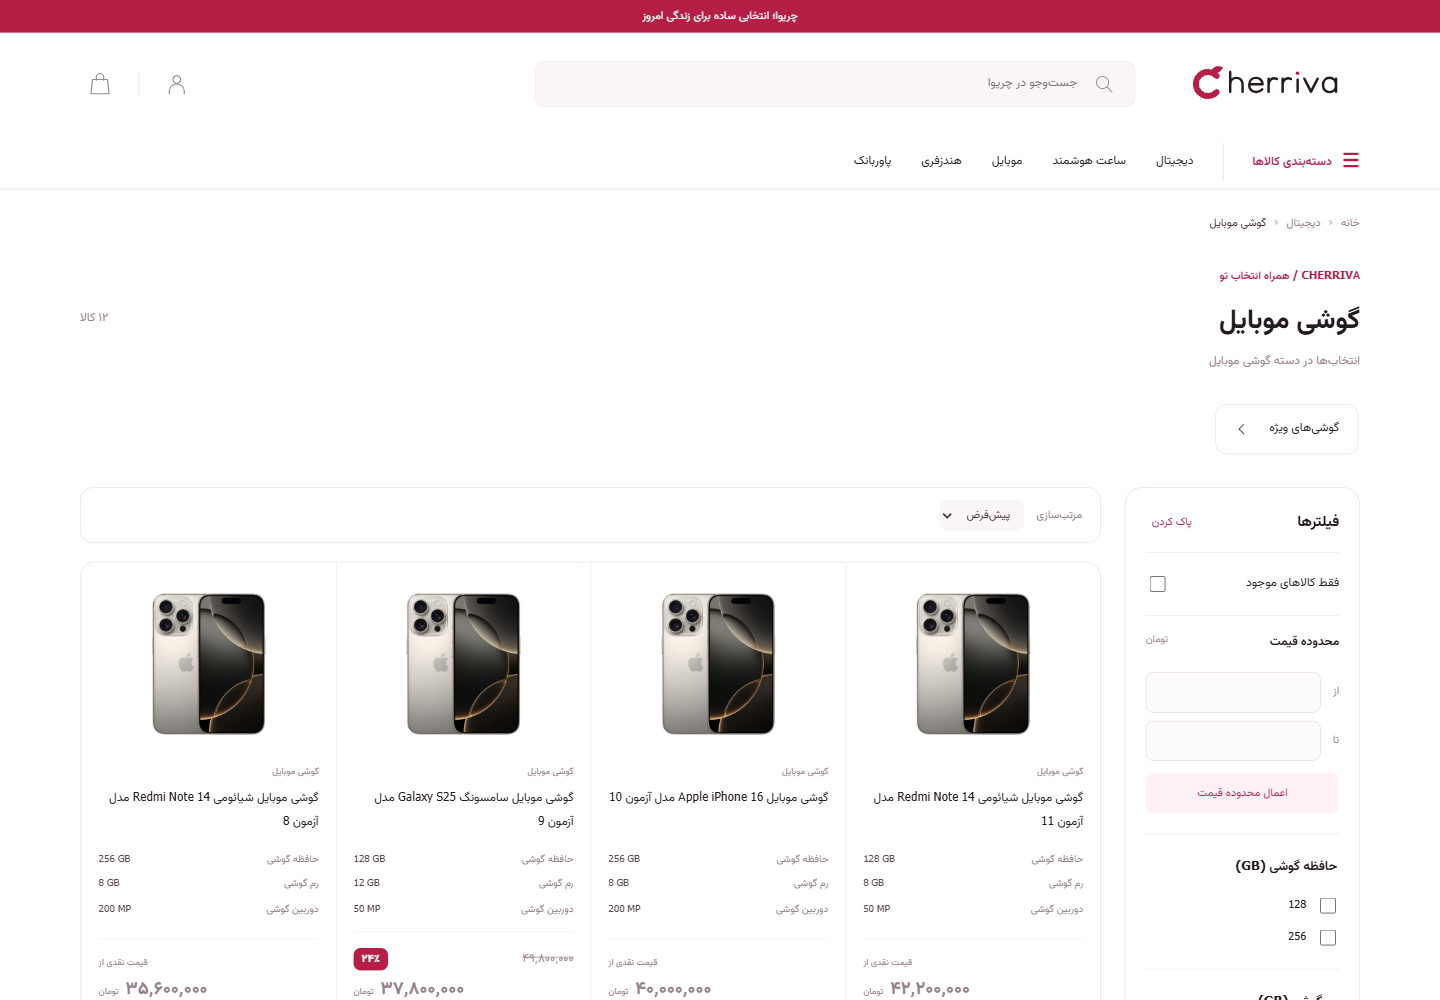 چریوا؛ انتخابی ساده برای زندگی امروز
Cherriva
جست‌وجو در چریوا
دسته‌بندی کالاها
دیجیتال
ساعت هوشمند
موبایل
هندزفری
پاوربانک
خانه › دیجیتال › گوشی موبایل
CHERRIVA / همراه انتخاب تو
گوشی موبایل
۱۲ کالا
انتخاب‌ها در دسته گوشی موبایل
گوشی‌های ویژه
فیلترها
پاک کردن
فقط کالاهای موجود
محدوده قیمت
تومان
از
تا
اعمال محدوده قیمت
حافظه گوشی (GB)
128
256
مرتب‌سازی
پیش‌فرض
گوشی موبایل
گوشی موبایل شیائومی Redmi Note 14 مدل
آزمون 11
حافظه گوشی 128 GB
رم گوشی 8 GB
دوربین گوشی 50 MP
قیمت نقدی از
۴۲,۲۰۰,۰۰۰ تومان
گوشی موبایل
گوشی موبایل Apple iPhone 16 مدل آزمون 10
حافظه گوشی 256 GB
رم گوشی 8 GB
دوربین گوشی 200 MP
قیمت نقدی از
۴۰,۰۰۰,۰۰۰ تومان
گوشی موبایل
گوشی موبایل سامسونگ Galaxy S25 مدل
آزمون 9
حافظه گوشی 128 GB
رم گوشی 12 GB
دوربین گوشی 50 MP
۴۹,۸۰۰,۰۰۰
۲۴٪
۳۷,۸۰۰,۰۰۰ تومان
گوشی موبایل
گوشی موبایل شیائومی Redmi Note 14 مدل
آزمون 8
حافظه گوشی 256 GB
رم گوشی 8 GB
دوربین گوشی 200 MP
قیمت نقدی از
۳۵,۶۰۰,۰۰۰ تومان